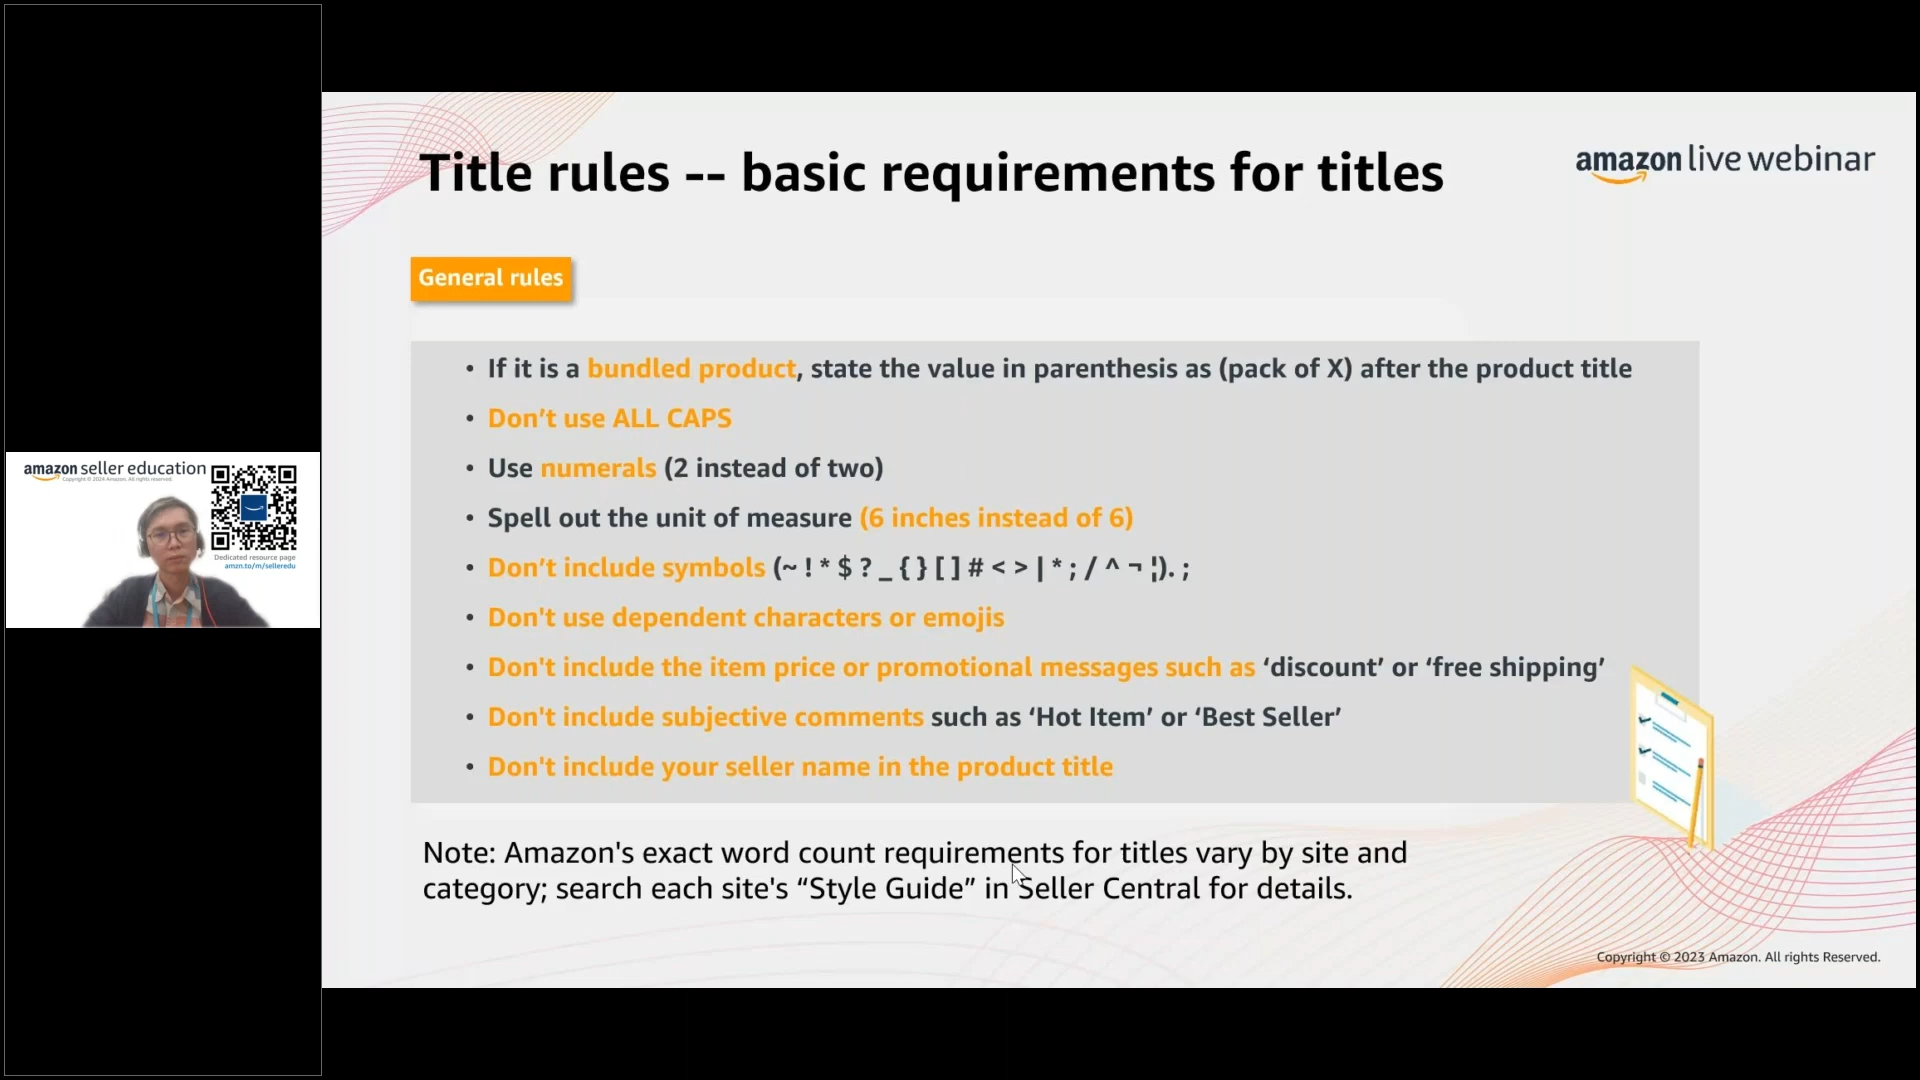 amazon seller education
Copyright © 2024 Amazon. All rights reserved.
Dedicated resource page
amzn.to/m/selleredu
Title rules -- basic requirements for titles
amazon live webinar
General rules
• If it is a bundled product, state the value in parenthesis as (pack of X) after the product title
• Don’t use ALL CAPS
• Use numerals (2 instead of two)
• Spell out the unit of measure (6 inches instead of 6)
• Don’t include symbols (~ ! * $ ? _ { } [ ] # < > | * ; / ^ ¬ ¦). ;
• Don't use dependent characters or emojis
• Don't include the item price or promotional messages such as ‘discount’ or ‘free shipping’
• Don't include subjective comments such as ‘Hot Item’ or ‘Best Seller’
• Don't include your seller name in the product title
Note: Amazon's exact word count requirements for titles vary by site and
category; search each site's “Style Guide” in Seller Central for details.
Copyright © 2023 Amazon. All rights Reserved.